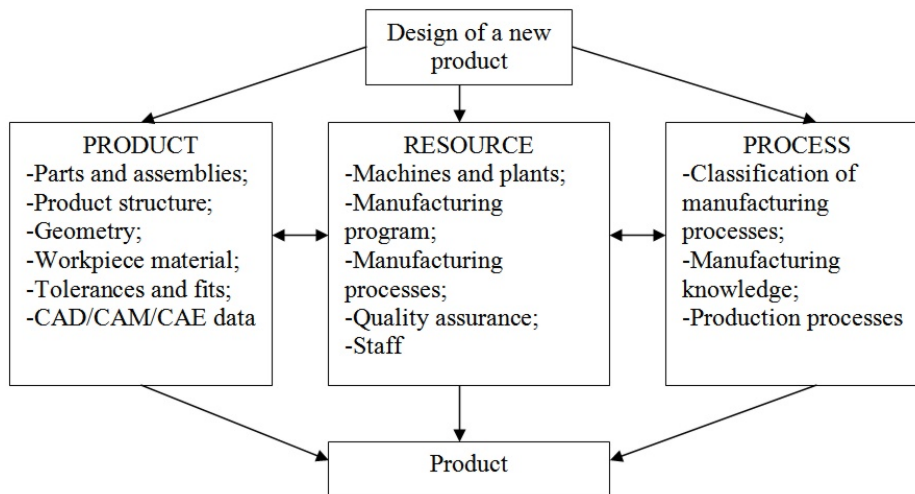 Design of a new
product
PRODUCT
-Parts and assemblies;
-Product structure;
-Geometry;
-Workpiece material;
-Tolerances and fits;
-CAD/CAM/CAE data
RESOURCE
-Machines and plants;
-Manufacturing
program;
-Manufacturing
processes;
-Quality assurance;
-Staff
PROCESS
-Classification of
manufacturing
processes;
-Manufacturing
knowledge;
-Production processes
Product